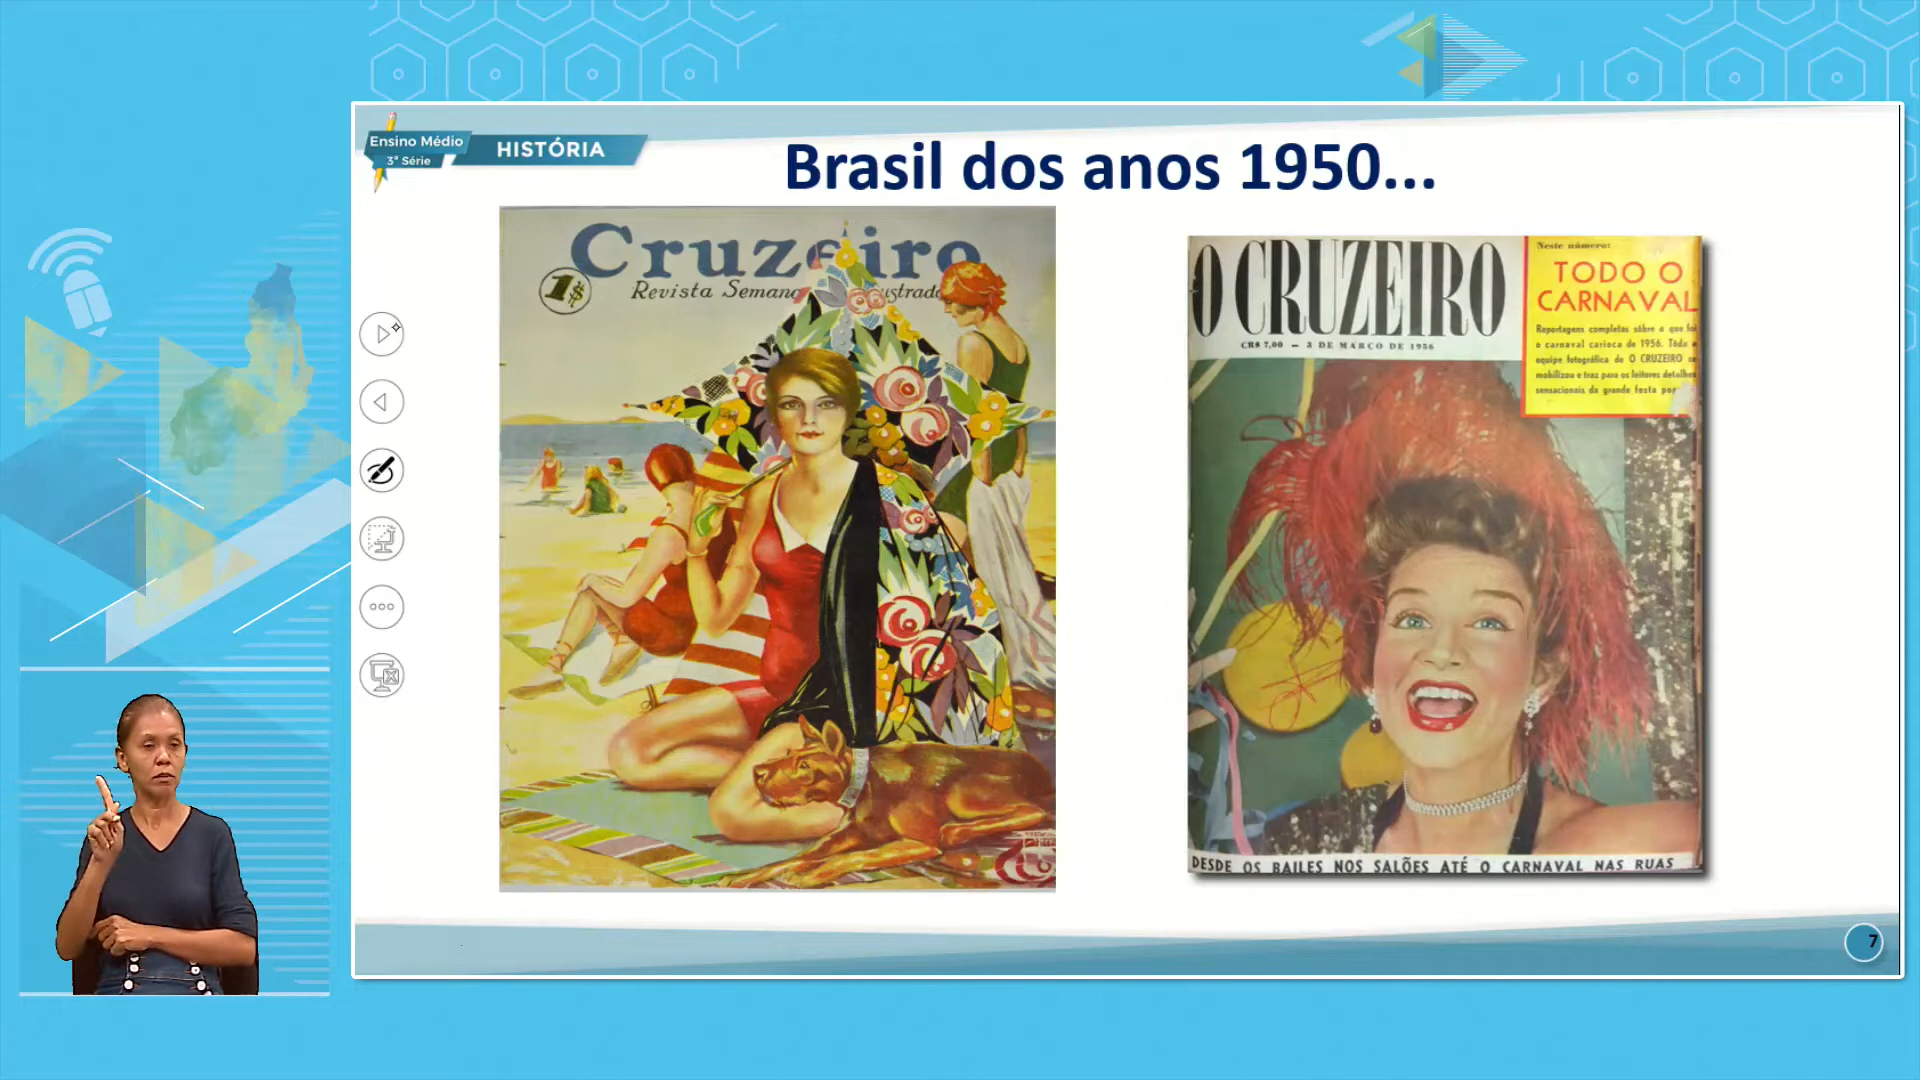 Ensino Médio
3ª Série
HISTÓRIA
Brasil dos anos 1950...
Cruzeiro
1$
Revista Semana ustrada
O CRUZEIRO
CR$ 7,00 — 3 DE MARÇO DE 1956
Neste número:
TODO O
CARNAVAL
Reportagens completas sôbre o que foi
o carnaval carioca de 1956. Tôda a
equipe fotográfica de O CRUZEIRO se
mobilizou e traz para os leitores detalhes
sensacionais da grande festa
DESDE OS BAILES NOS SALÕES ATÉ O CARNAVAL NAS RUAS
7